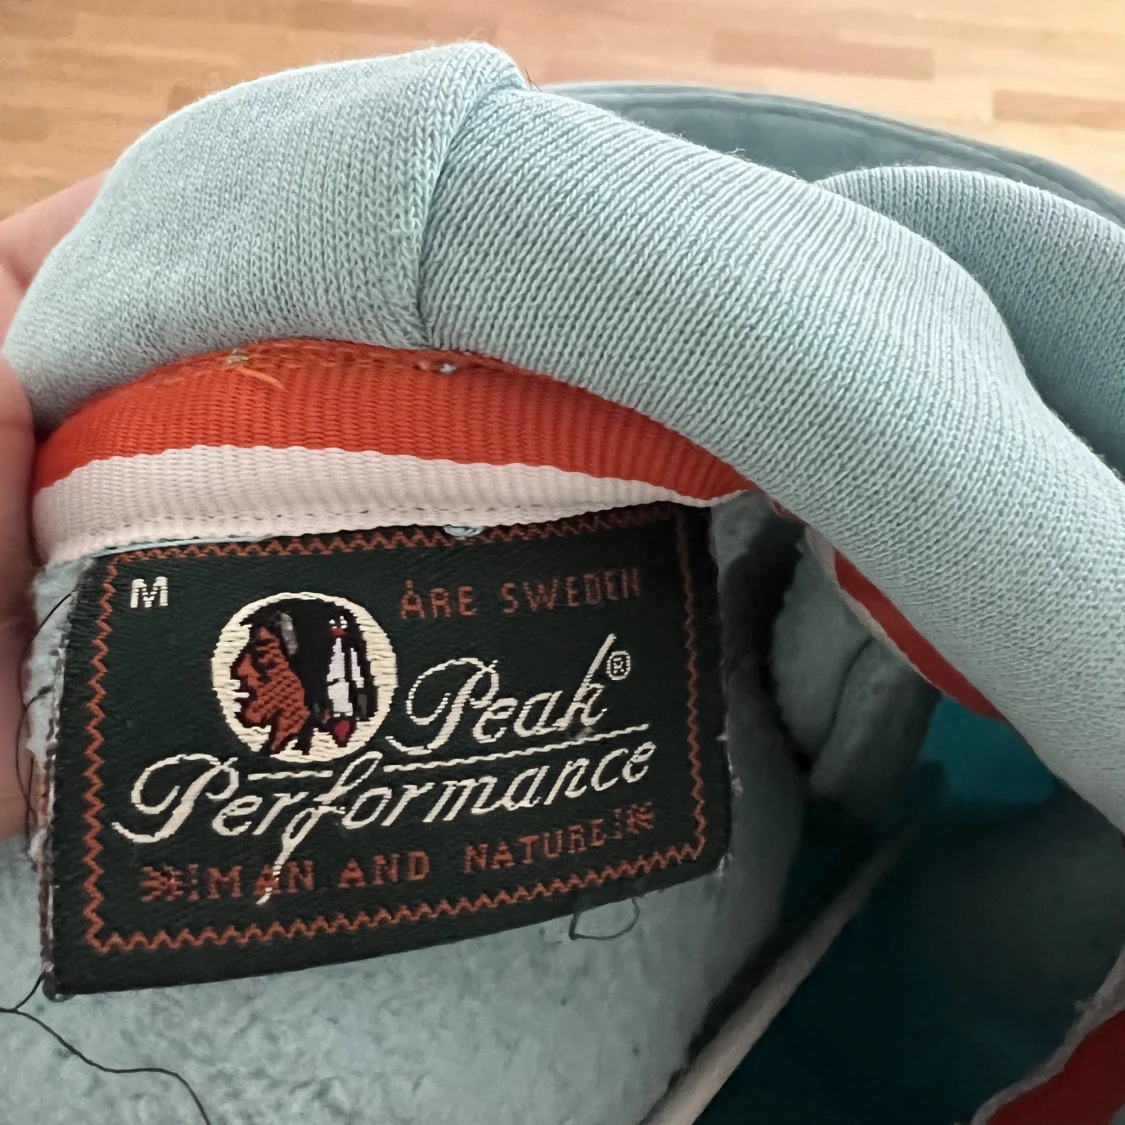 M
ÅRE SWEDEN
Peak®
Performance
MAN AND NATURE